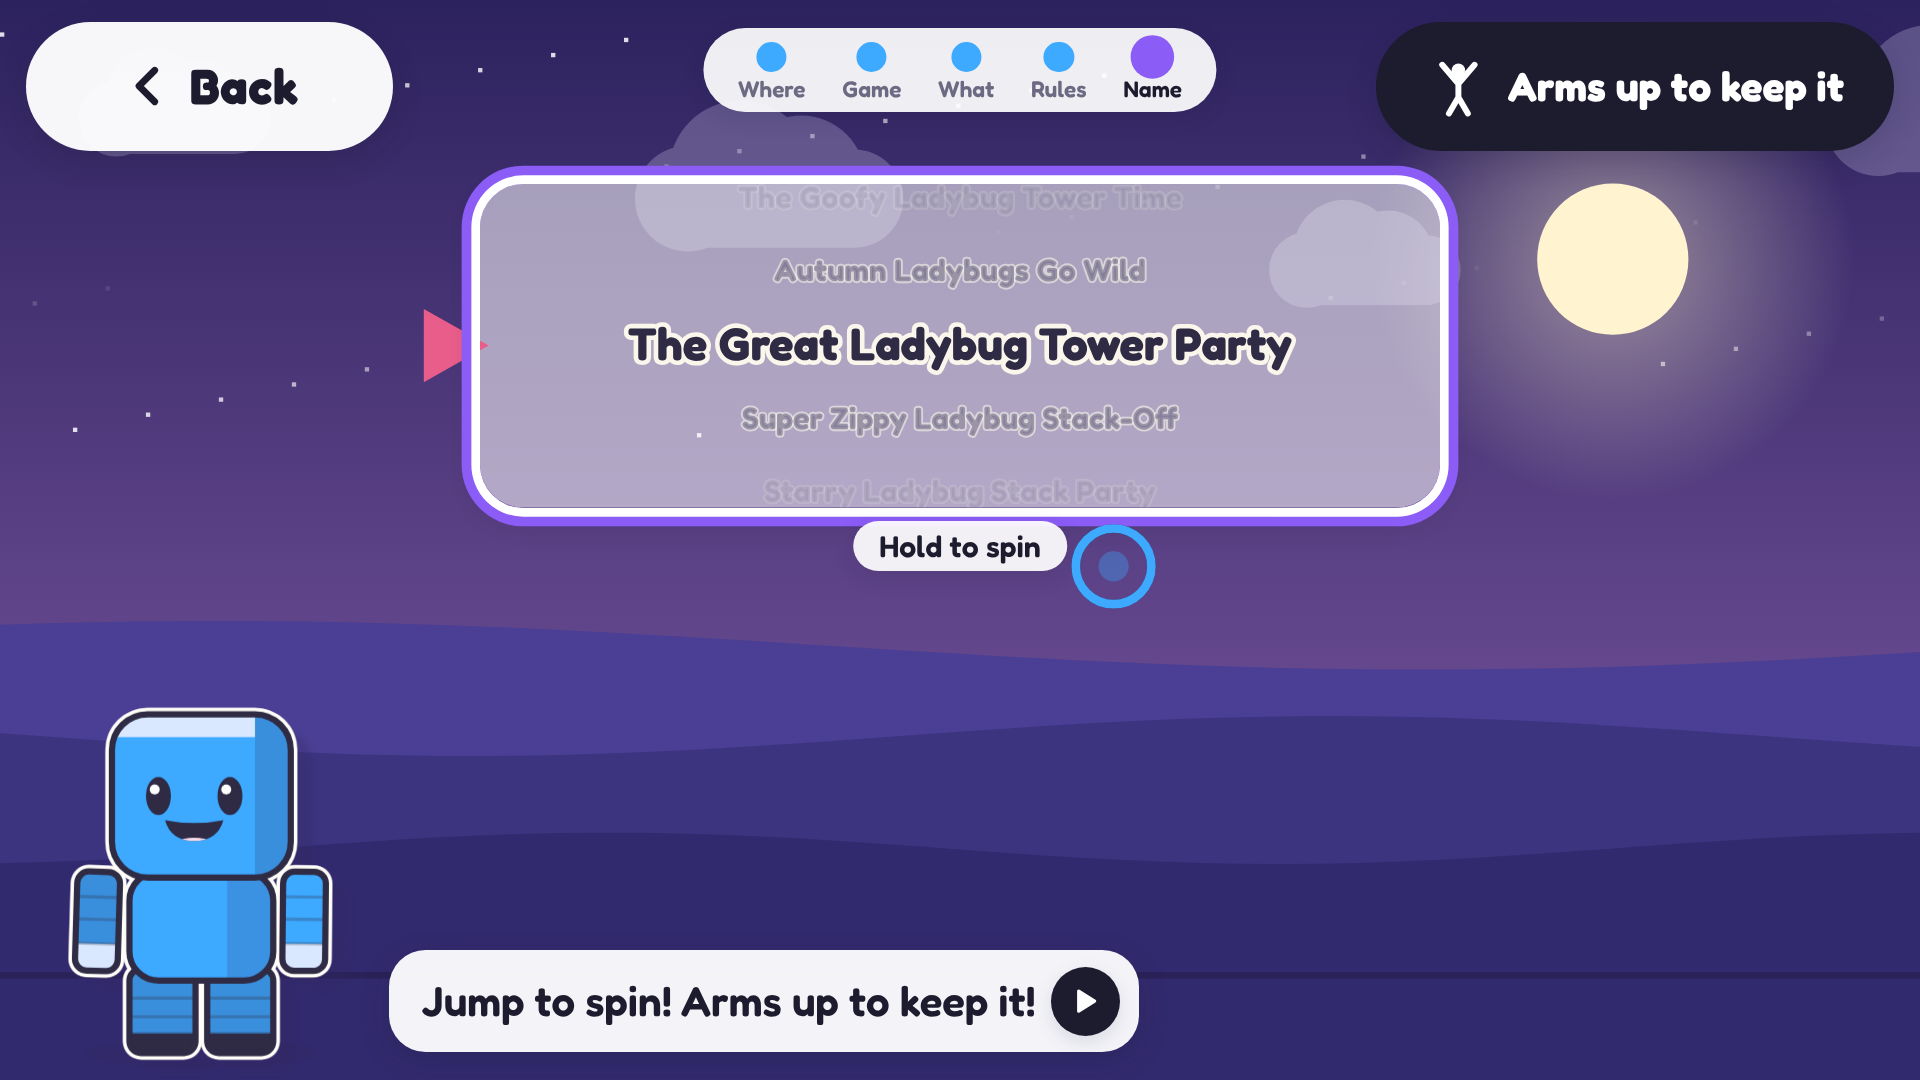 Back
Where
Game
What
Rules
Name
Arms up to keep it
The Goofy Ladybug Tower Time
Autumn Ladybugs Go Wild
The Great Ladybug Tower Party
Super Zippy Ladybug Stack-Off
Starry Ladybug Stack Party
Hold to spin
Jump to spin! Arms up to keep it!